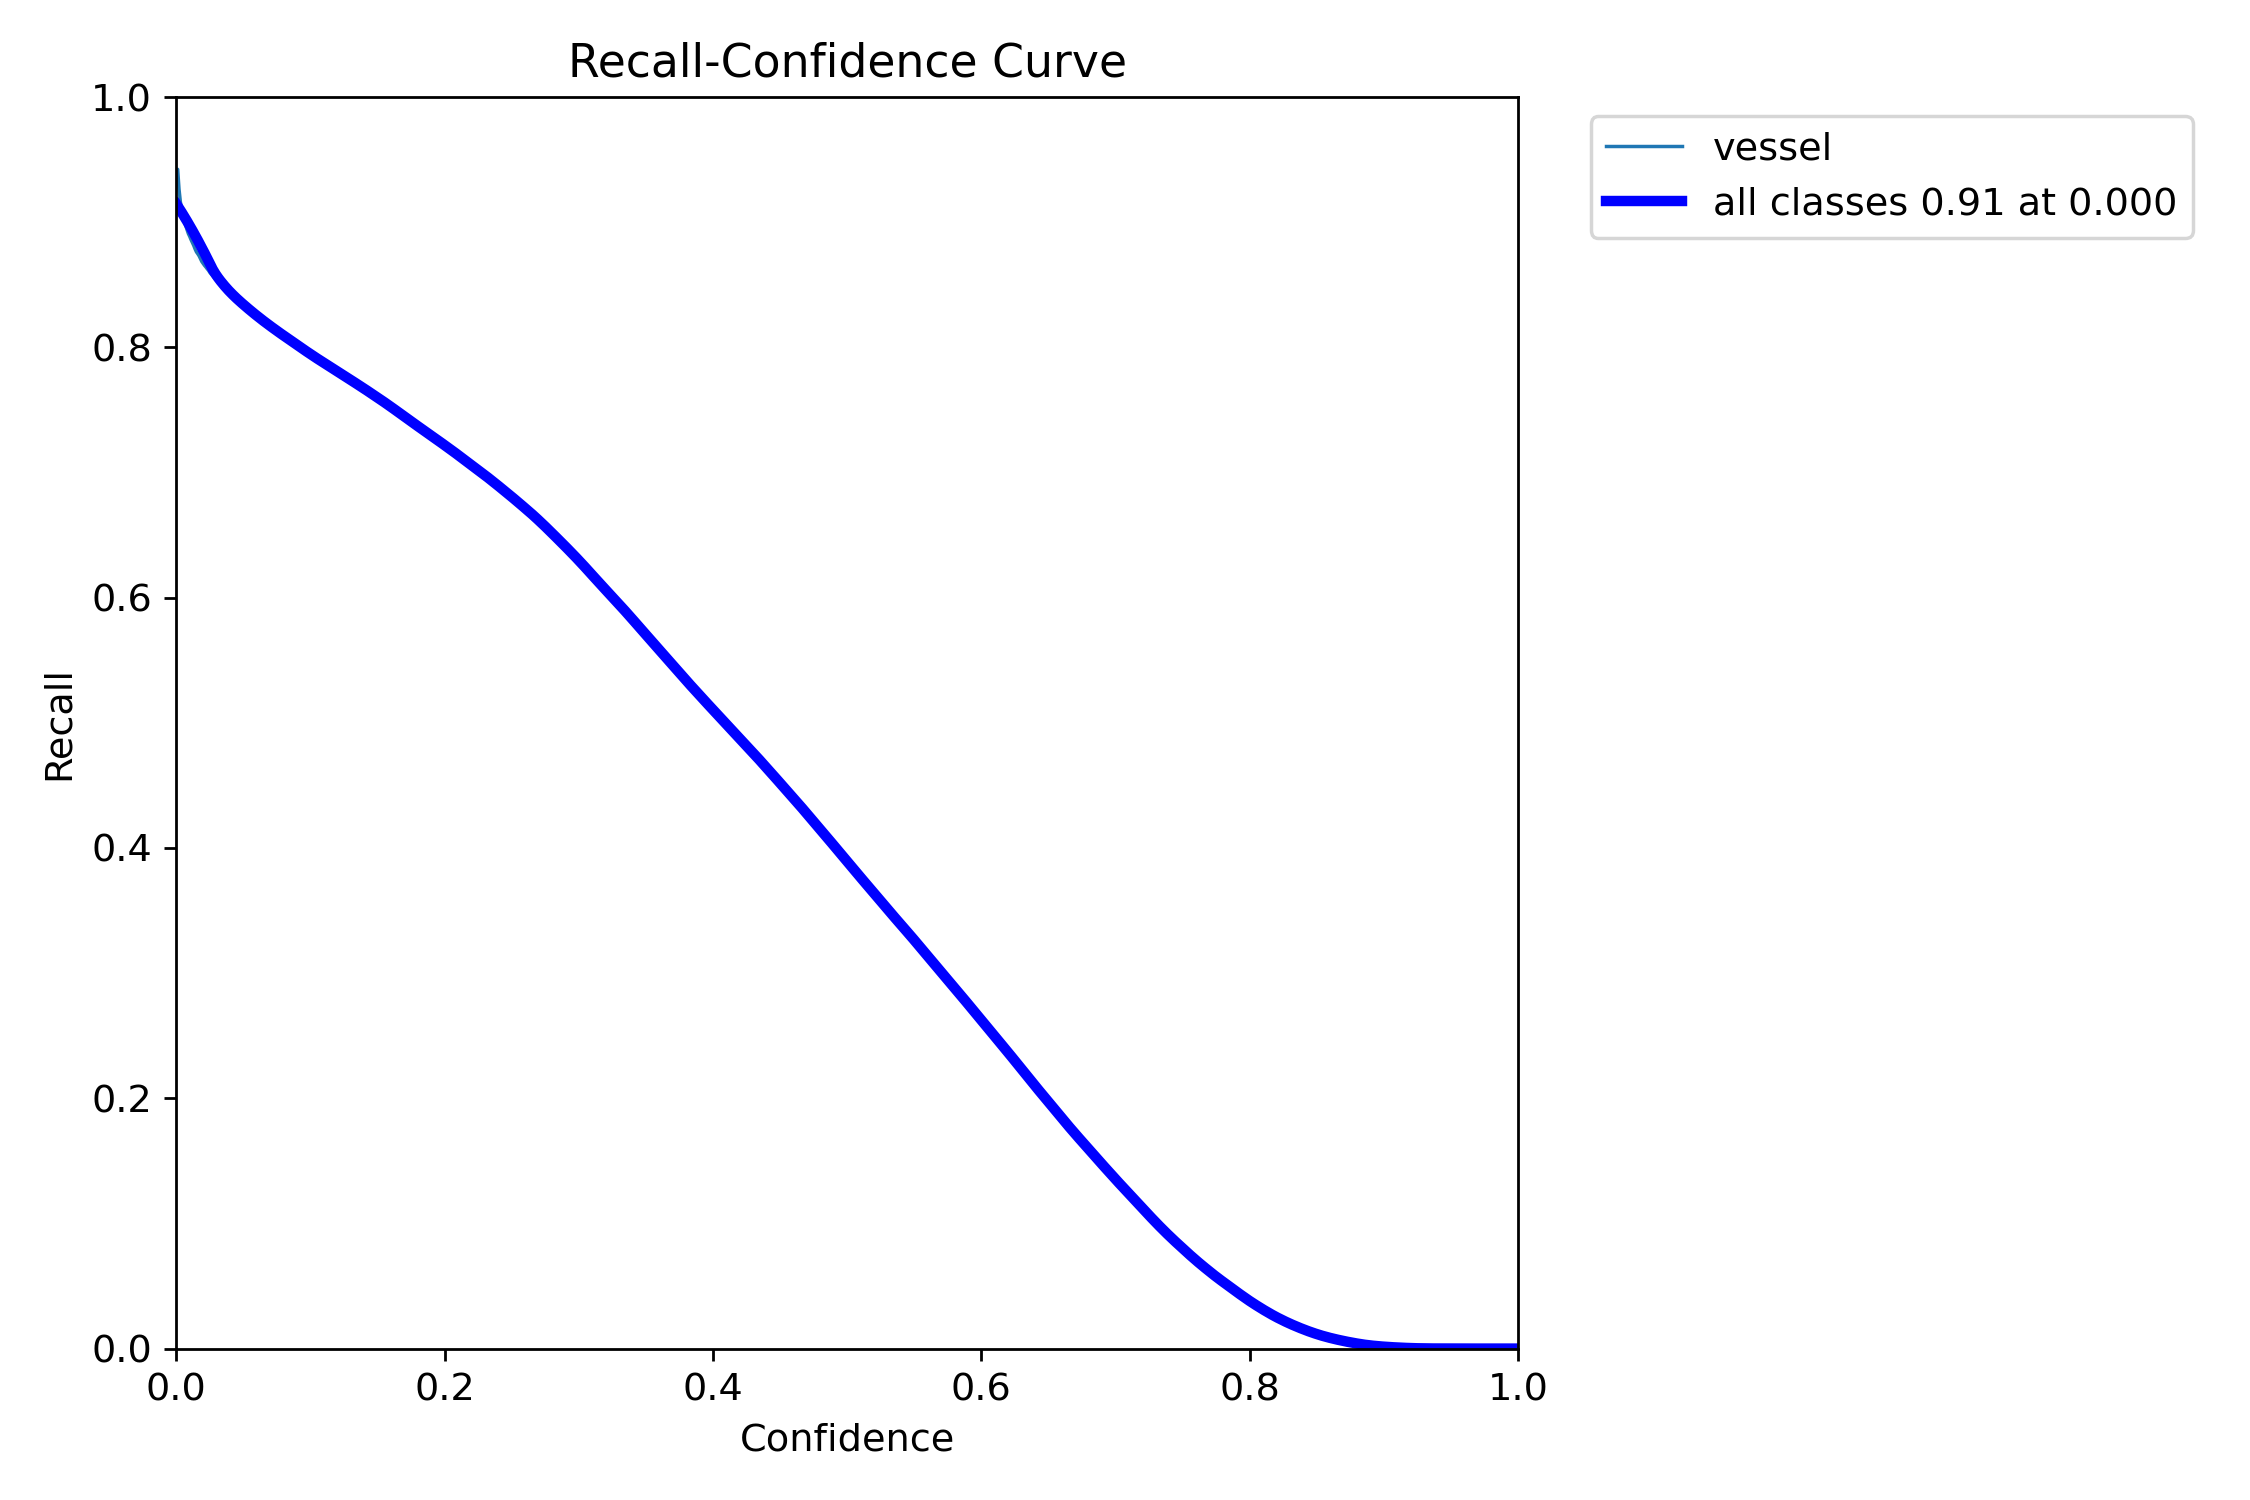 Recall-Confidence Curve
1.0
0.8
0.6
0.4
0.2
0.0
Recall
0.0 0.2 0.4 0.6 0.8 1.0
Confidence
vessel
all classes 0.91 at 0.000